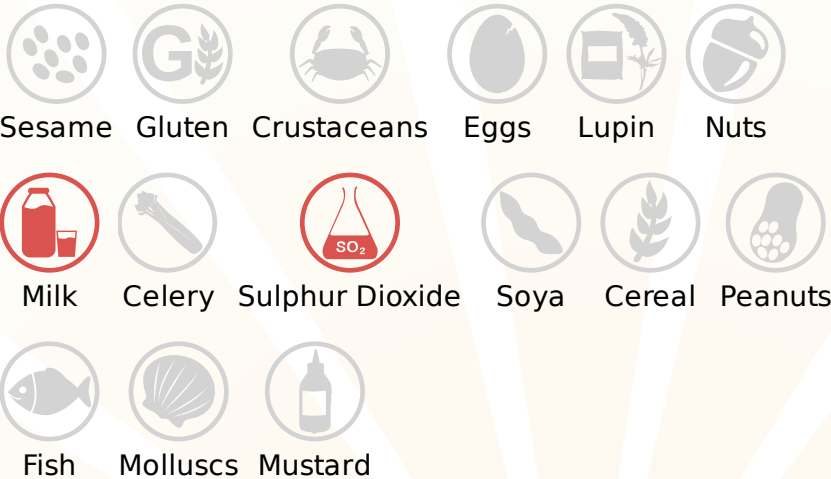 G
Sesame Gluten Crustaceans Eggs Lupin Nuts
SO₂
Milk Celery Sulphur Dioxide Soya Cereal Peanuts
Fish Molluscs Mustard